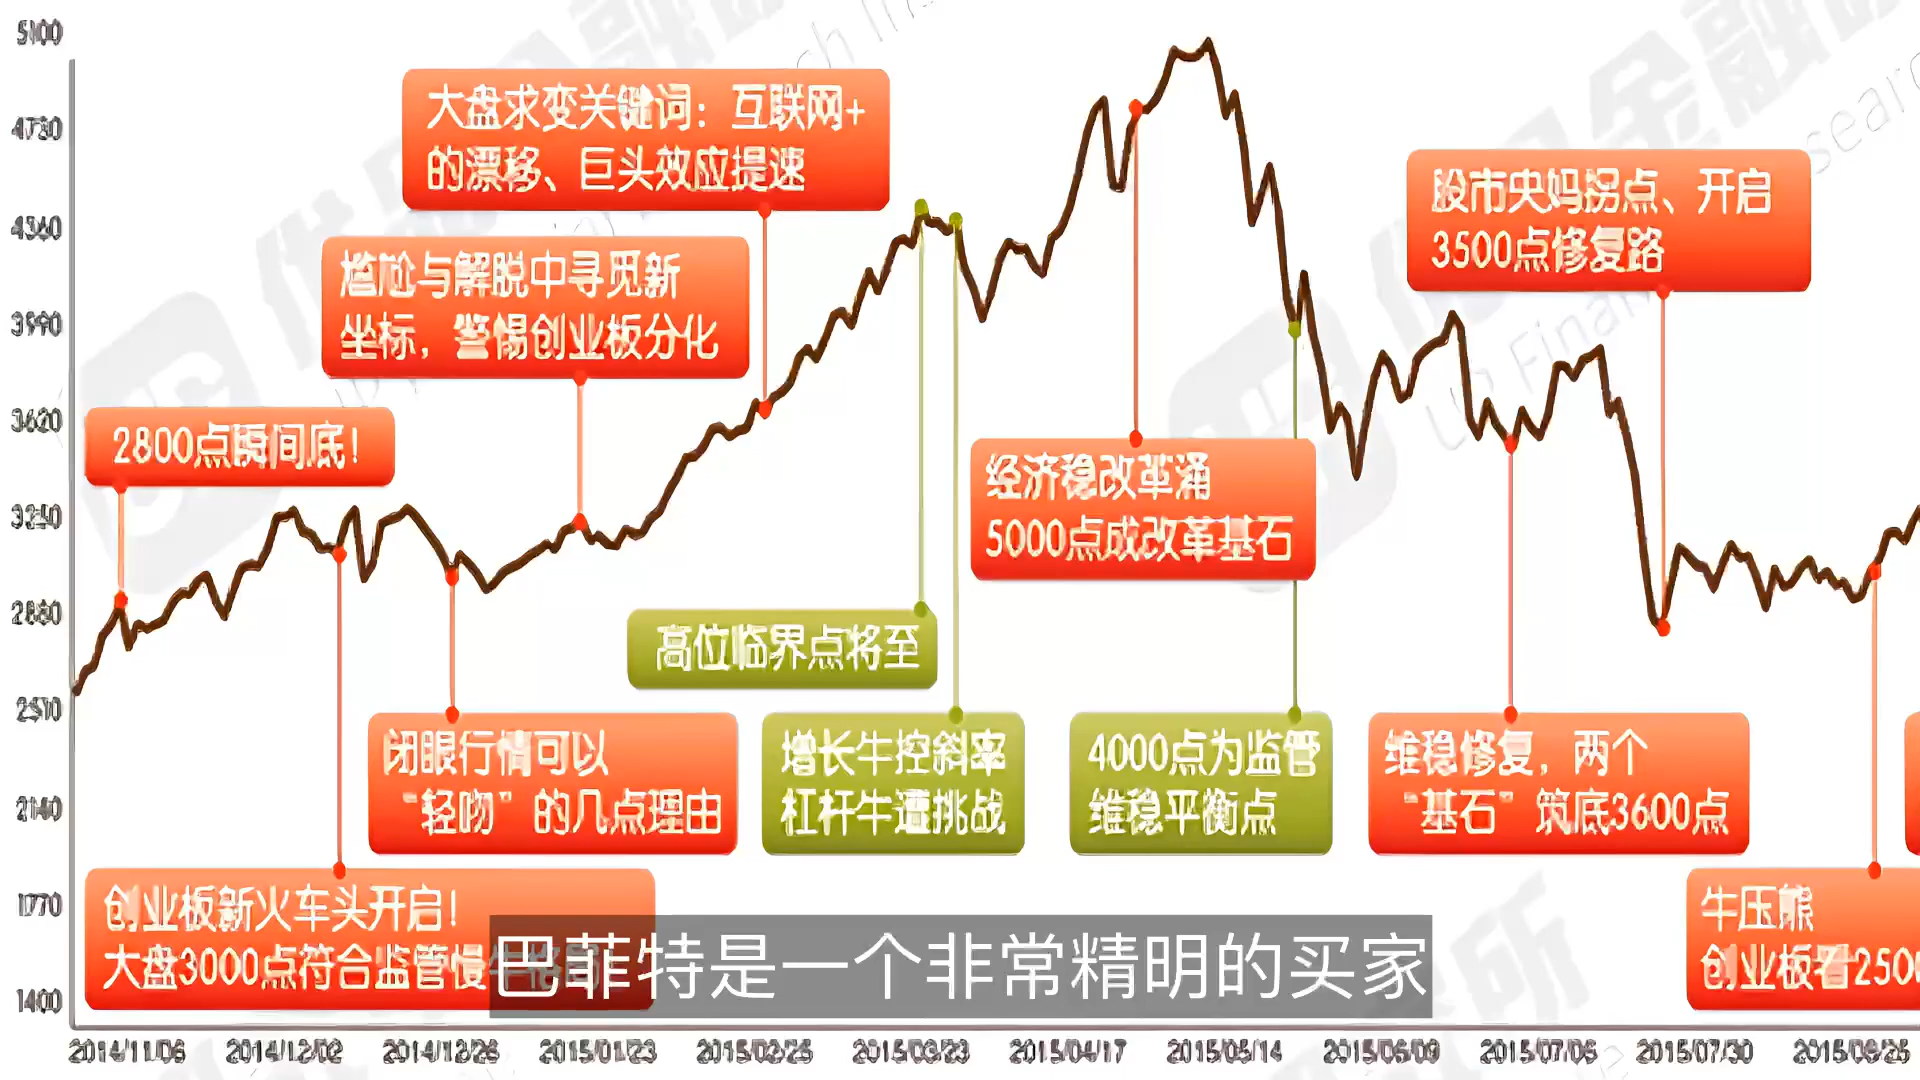 5100
4730
4360
3990
3620
3250
2880
2510
2140
1770
1400
大盘求变关键词：互联网+
的漂移、巨头效应提速
股市央妈拐点、开启
3500点修复路
尴尬与解脱中寻觅新
坐标，警惕创业板分化
2800点瞬间底！
经济稳改革涌
5000点成改革基石
高位临界点将至
闭眼行情可以
“轻吻”的几点理由
增长牛控斜率
杠杆牛遭挑战
4000点为监管
维稳平衡点
维稳修复，两个
“基石”筑底3600点
创业板新火车头开启！
大盘3000点符合监管慢牛
牛压熊
创业板看2500
巴菲特是一个非常精明的买家
2014/11/06 2014/12/02 2014/12/26 2015/01/23 2015/02/25 2015/03/23 2015/04/17 2015/05/14 2015/06/09 2015/07/06 2015/07/30 2015/08/26